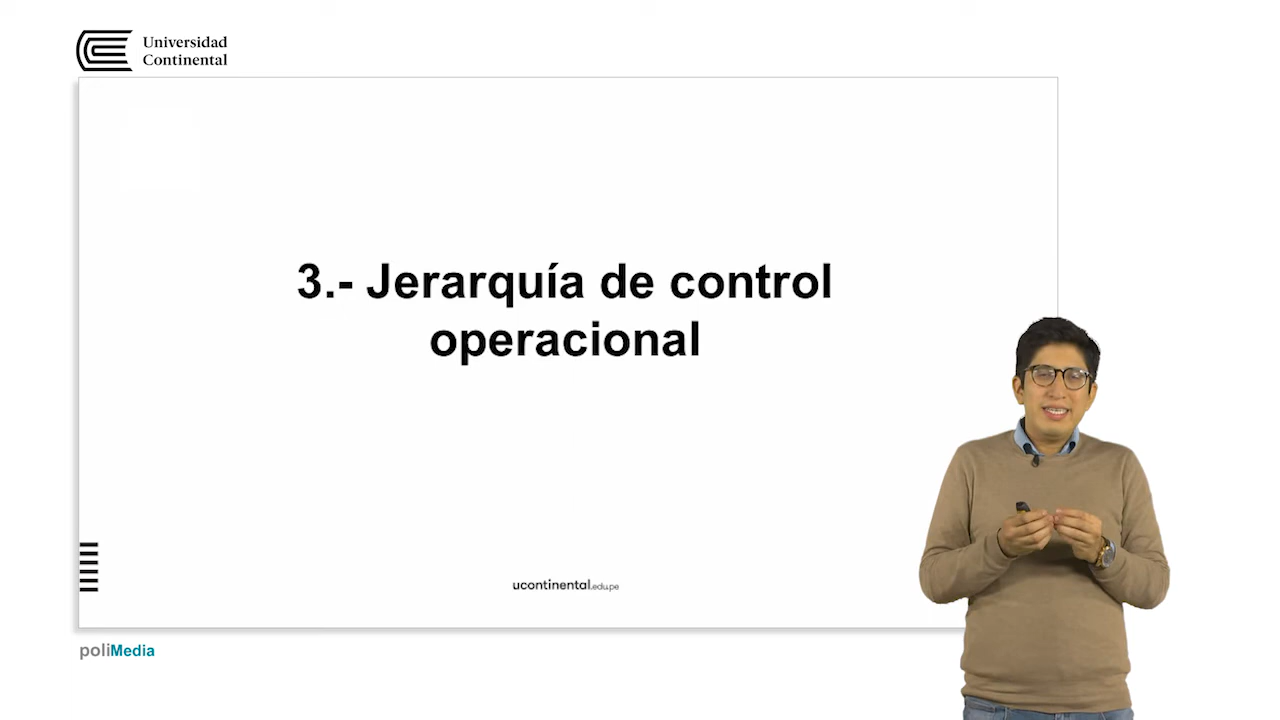 Universidad
Continental
3.- Jerarquía de control
operacional
ucontinental.edu.pe
poliMedia